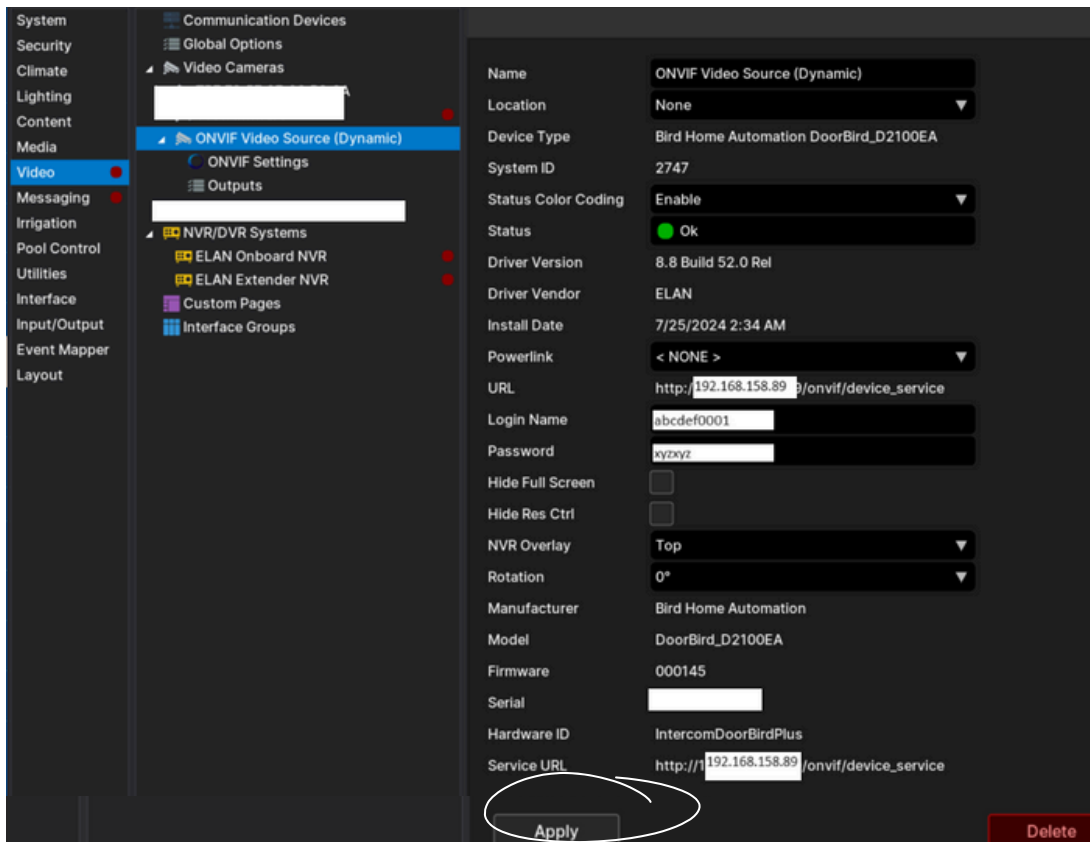 System
Security
Climate
Lighting
Content
Media
Video
Messaging
Irrigation
Pool Control
Utilities
Interface
Input/Output
Event Mapper
Layout
Communication Devices
Global Options
Video Cameras
ONVIF Video Source (Dynamic)
ONVIF Settings
Outputs
NVR/DVR Systems
ELAN Onboard NVR
ELAN Extender NVR
Custom Pages
Interface Groups
Name ONVIF Video Source (Dynamic)
Location None
Device Type Bird Home Automation DoorBird_D2100EA
System ID 2747
Status Color Coding Enable
Status Ok
Driver Version 8.8 Build 52.0 Rel
Driver Vendor ELAN
Install Date 7/25/2024 2:34 AM
Powerlink < NONE >
URL http:/192.168.158.89 /onvif/device_service
Login Name abcdef0001
Password xyzxyz
Hide Full Screen
Hide Res Ctrl
NVR Overlay Top
Rotation 0°
Manufacturer Bird Home Automation
Model DoorBird_D2100EA
Firmware 000145
Serial
Hardware ID IntercomDoorBirdPlus
Service URL http://1192.168.158.89 /onvif/device_service
Apply Delete